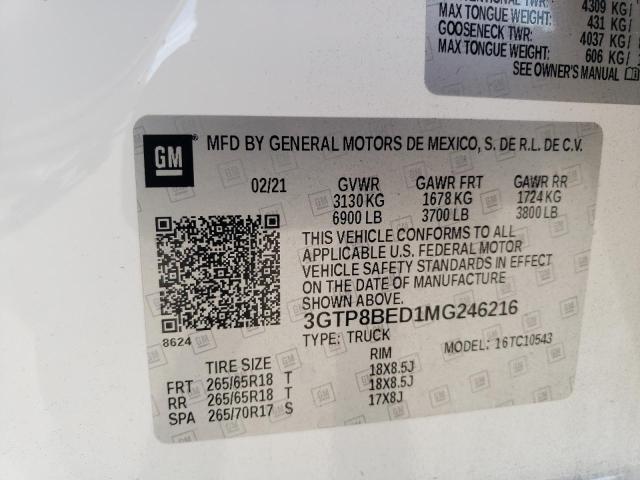 TWR: 4309 KG/
MAX TONGUE WEIGHT: 431 KG/
GOOSENECK TWR: 4037 KG/
MAX TONGUE WEIGHT: 606 KG/
SEE OWNER'S MANUAL
GM
MFD BY GENERAL MOTORS DE MEXICO, S. DE R.L. DE C.V.
02/21 GVWR GAWR FRT GAWR RR
3130 KG 1678 KG 1724 KG
6900 LB 3700 LB 3800 LB
THIS VEHICLE CONFORMS TO ALL
APPLICABLE U.S. FEDERAL MOTOR
VEHICLE SAFETY STANDARDS IN EFFECT
ON THE DATE OF MANUFACTURE
SHOWN ABOVE.
3GTP8BED1MG246216
8624 TYPE: TRUCK MODEL: 16TC10543
TIRE SIZE RIM
FRT 265/65R18 T 18X8.5J
RR 265/65R18 T 18X8.5J
SPA 265/70R17 S 17X8J